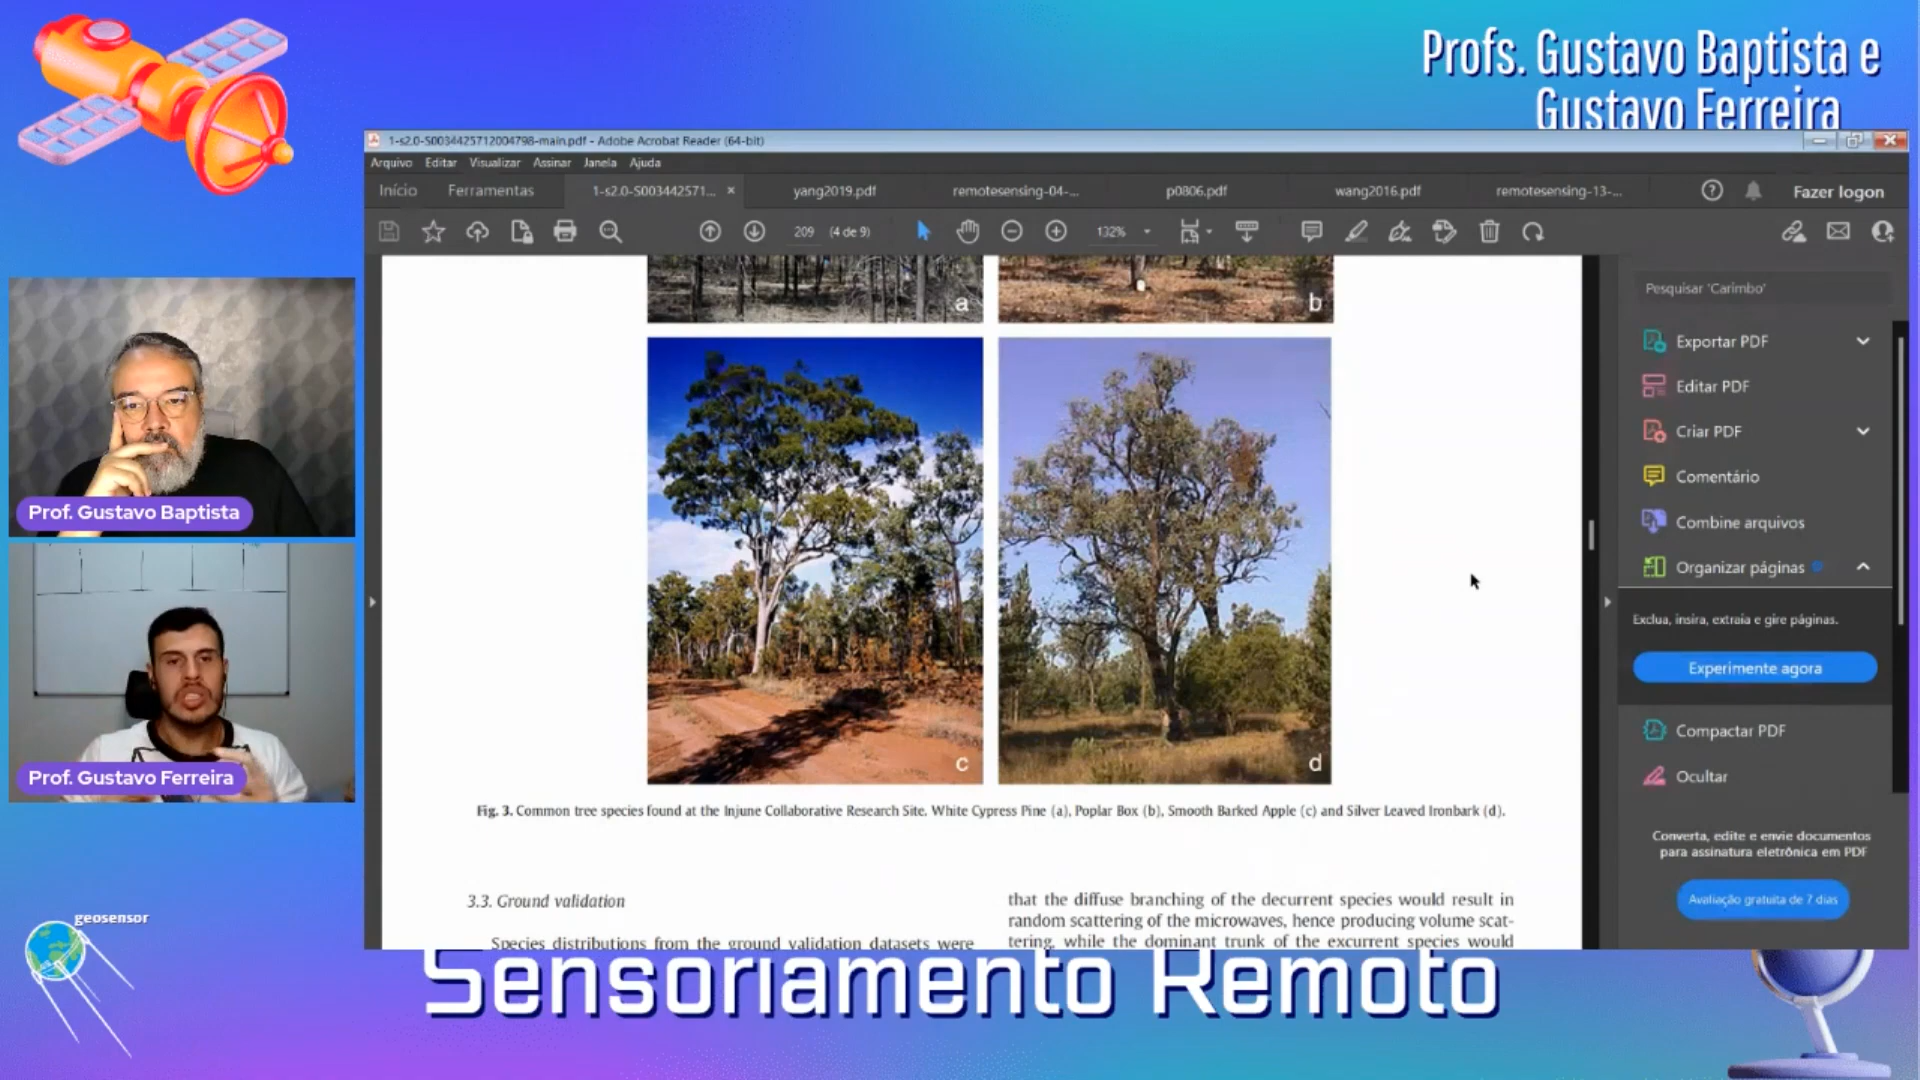 Profs. Gustavo Baptista e
Gustavo Ferreira
1-s2.0-S0034425712004798-main.pdf - Adobe Acrobat Reader (64-bit)
Arquivo Editar Visualizar Assinar Janela Ajuda
Início Ferramentas 1-s2.0-S003442571... × yang2019.pdf remotesensing-04-... p0806.pdf wang2016.pdf remotesensing-13-... Fazer logon
209 (4 de 9) 132%
a
b
c
d
Fig. 3. Common tree species found at the Injune Collaborative Research Site. White Cypress Pine (a), Poplar Box (b), Smooth Barked Apple (c) and Silver Leaved Ironbark (d).
3.3. Ground validation
Species distributions from the ground validation datasets were
that the diffuse branching of the decurrent species would result in
random scattering of the microwaves, hence producing volume scat-
tering, while the dominant trunk of the excurrent species would
Pesquisar 'Carimbo'
Exportar PDF
Editar PDF
Criar PDF
Comentário
Combine arquivos
Organizar páginas
Exclua, insira, extraia e gire páginas.
Experimente agora
Compactar PDF
Ocultar
Converta, edite e envie documentos
para assinatura eletrônica em PDF
Avaliação gratuita de 7 dias
Prof. Gustavo Baptista
Prof. Gustavo Ferreira
geosensor
Sensoriamento Remoto